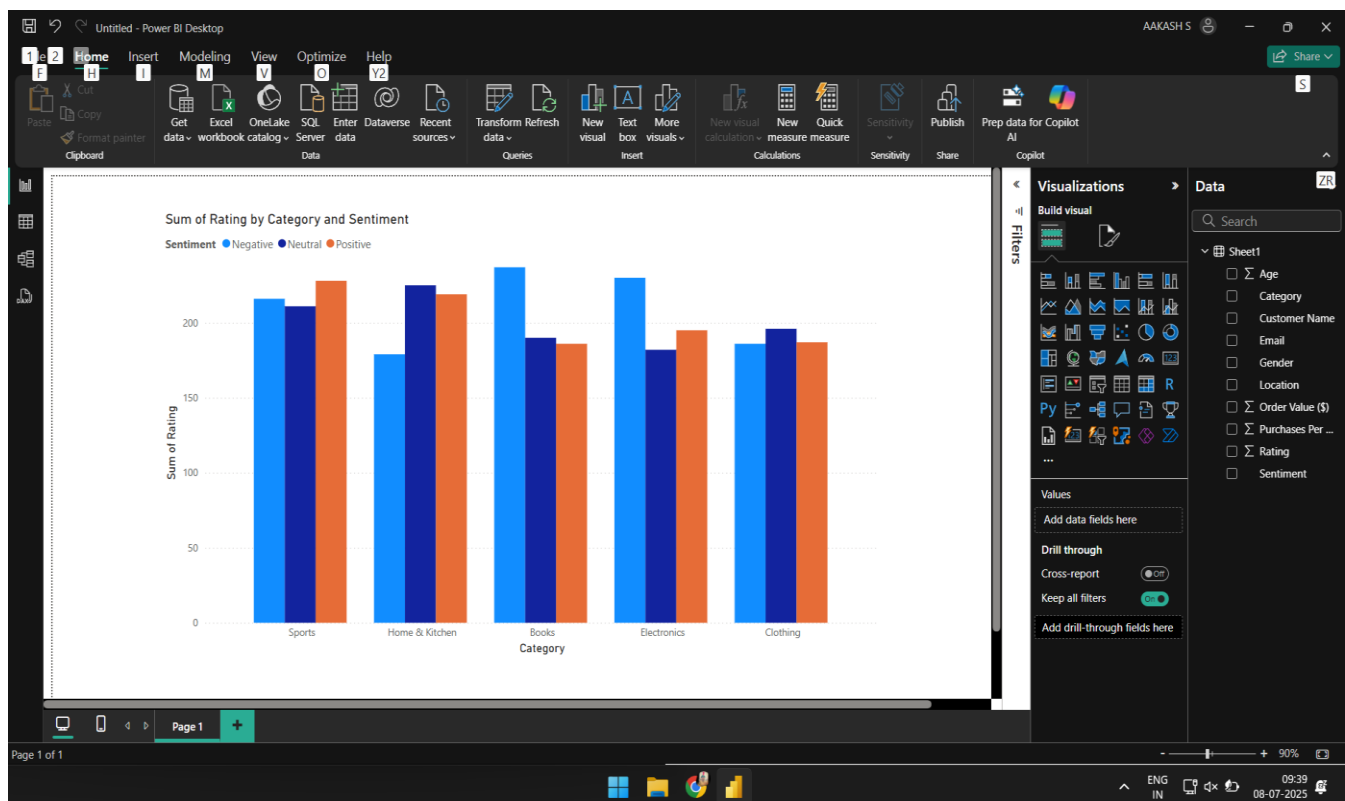 Untitled - Power BI Desktop
AAKASH S
1 2 Home Insert Modeling View Optimize Help
Share
F H I M V O Y2 S
Paste
Cut
Copy
Format painter
Clipboard
Get data
Excel workbook
OneLake catalog
SQL Server
Enter data
Dataverse
Recent sources
Data
Transform data
Refresh
Queries
New visual
Text box
More visuals
Insert
New visual calculation
New measure
Quick measure
Calculations
Sensitivity
Sensitivity
Publish
Share
Prep data for AI
Copilot
Copilot
ZR
Sum of Rating by Category and Sentiment
Sentiment Negative Neutral Positive
Sum of Rating
200
150
100
50
0
Sports Home & Kitchen Books Electronics Clothing
Category
Filters
Visualizations
Build visual
123
R
Py
...
Values
Add data fields here
Drill through
Cross-report Off
Keep all filters On
Add drill-through fields here
Data
Search
Sheet1
Age
Category
Customer Name
Email
Gender
Location
Order Value ($)
Purchases Per ...
Rating
Sentiment
Page 1
Page 1 of 1
- + 90%
ENG
IN
09:39
08-07-2025